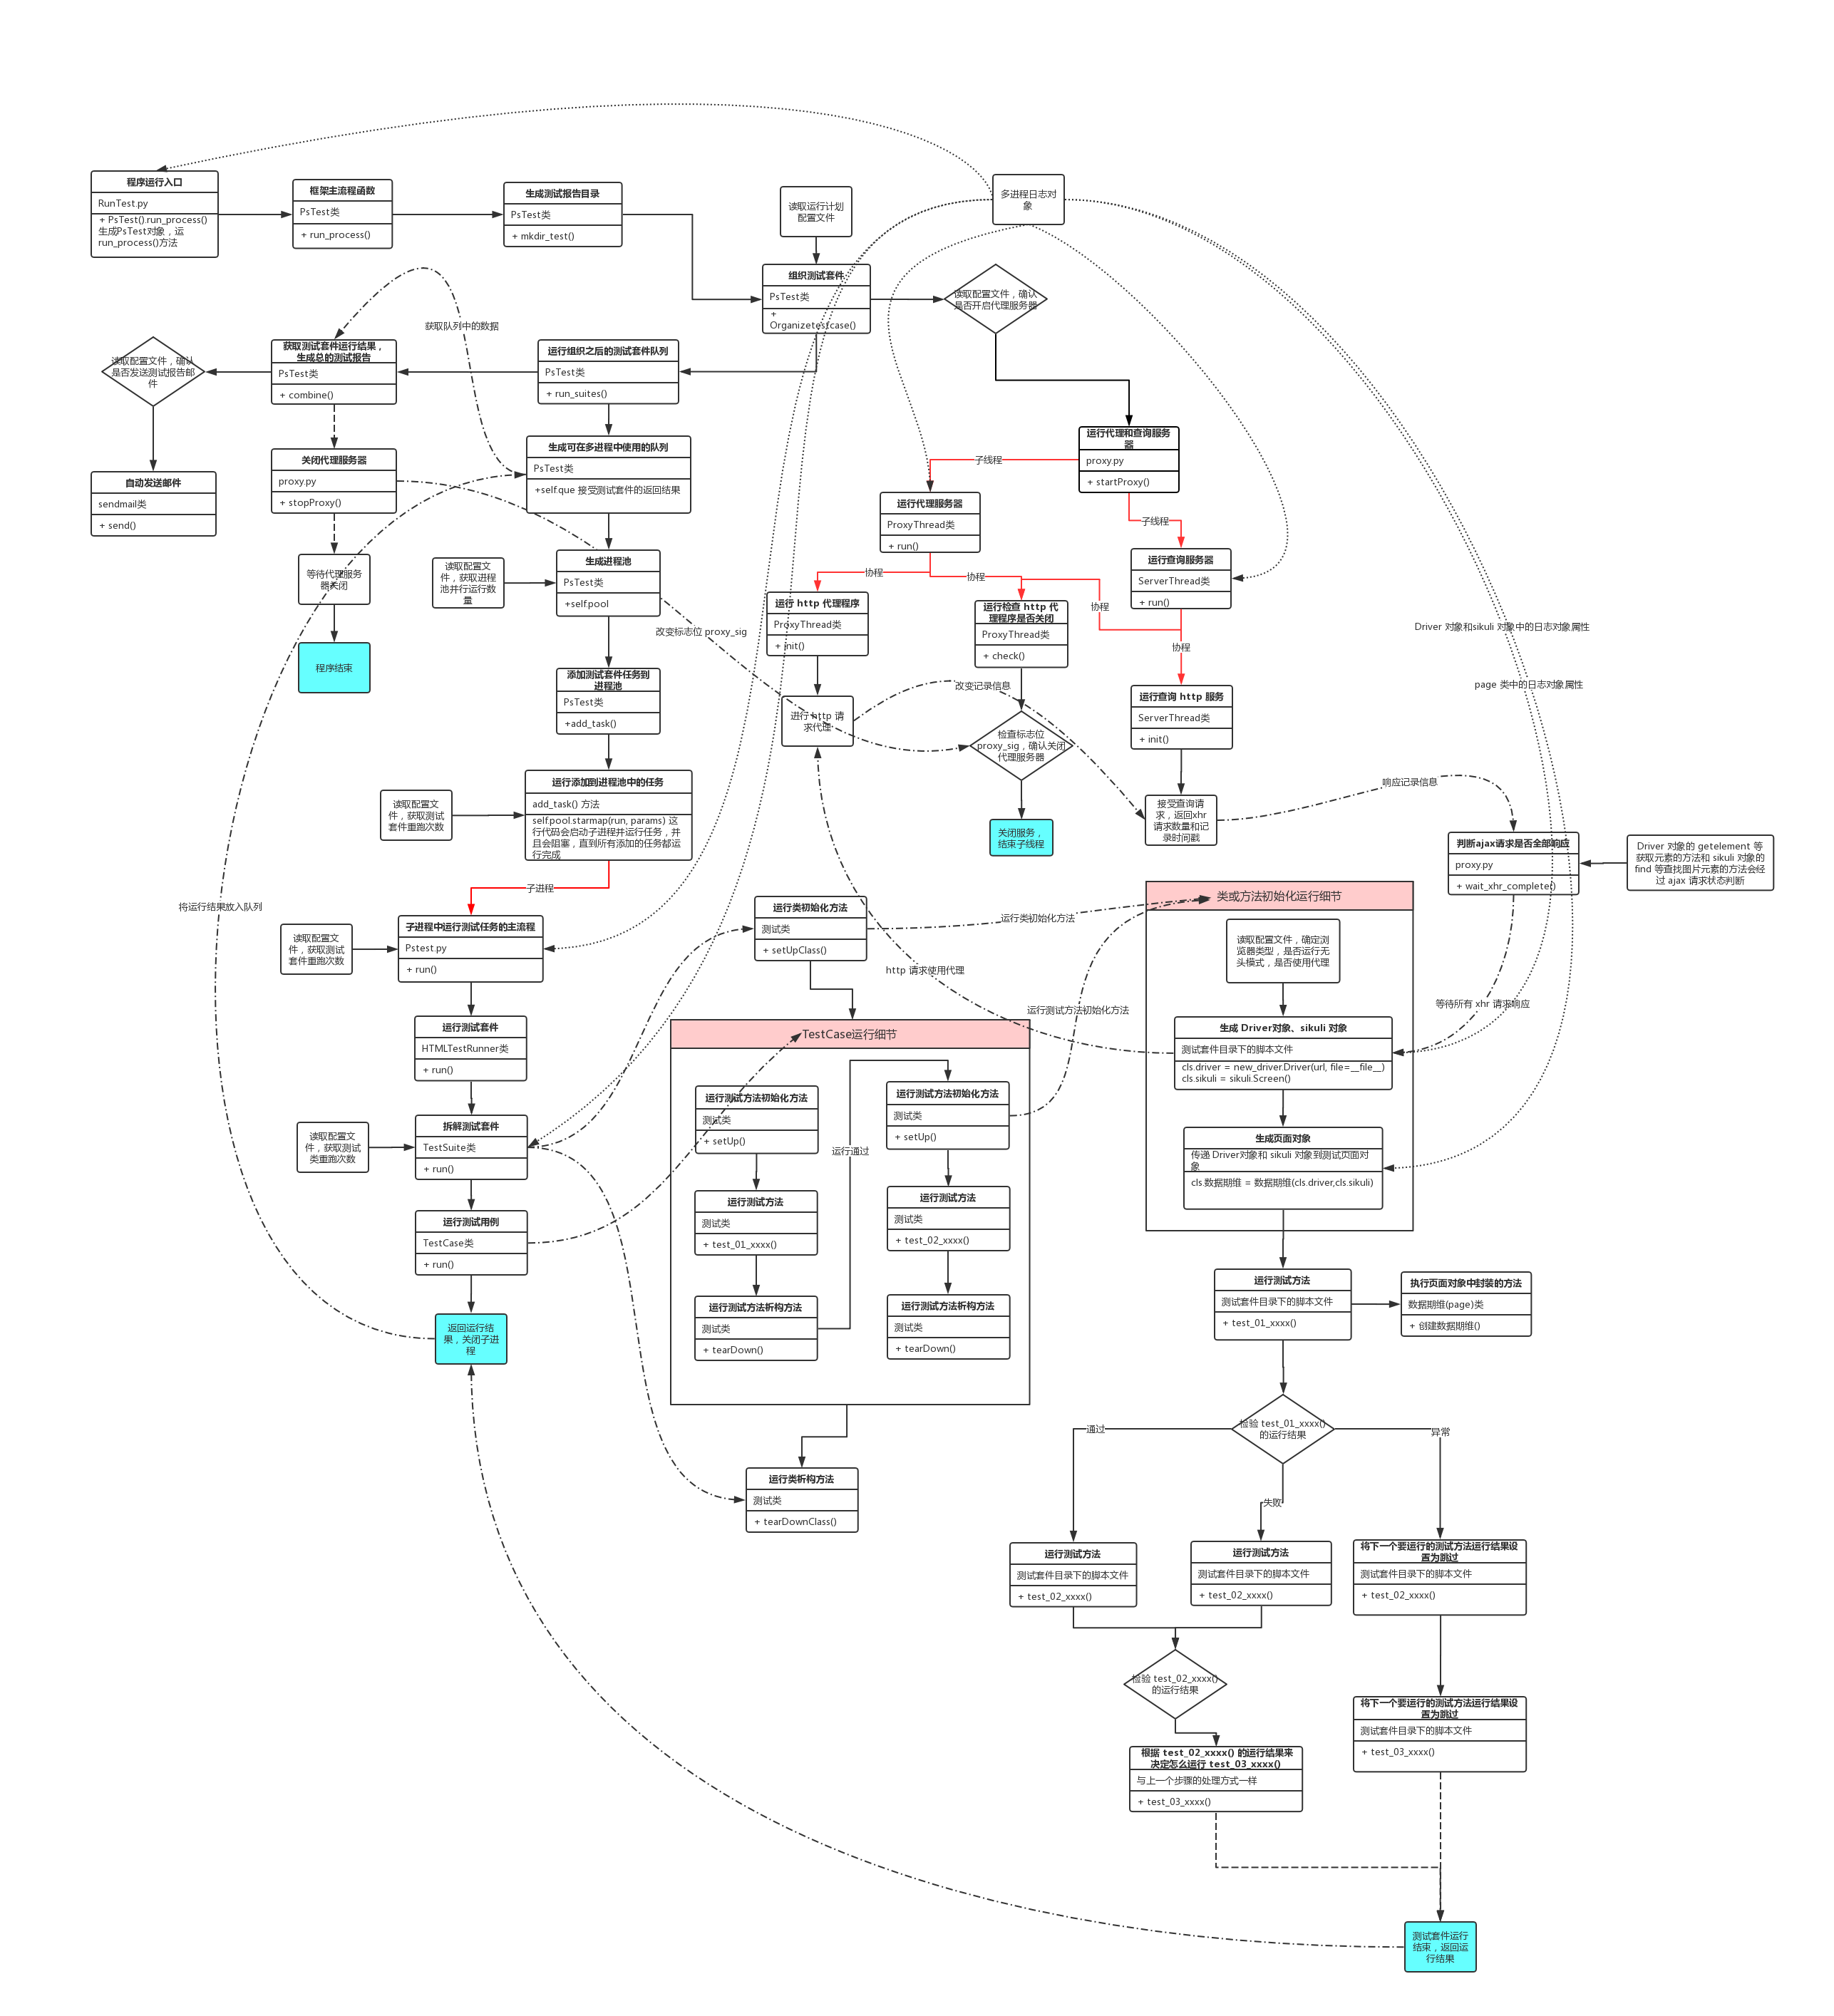 程序运行入口
RunTest.py
+ PsTest().run_process()
生成PsTest对象，运
run_process()方法
框架主流程函数
PsTest类
+ run_process()
生成测试报告目录
PsTest类
+ mkdir_test()
读取运行计划
配置文件
多进程日志对
象
组织测试套件
PsTest类
+
Organizetestcase()
读取配置文件，确认
是否开启代理服务器
获取队列中的数据
读取配置文件，确认
是否发送测试报告邮
件
获取测试套件运行结果，
生成总的测试报告
PsTest类
+ combine()
运行组织之后的测试套件队列
PsTest类
+ run_suites()
自动发送邮件
sendmail类
+ send()
关闭代理服务器
proxy.py
+ stopProxy()
生成可在多进程中使用的队列
PsTest类
+self.que 接受测试套件的返回结果
运行代理和查询服务
器
proxy.py
+ startProxy()
子线程
子线程
运行代理服务器
ProxyThread类
+ run()
运行查询服务器
ServerThread类
+ run()
等待代理服务
器关闭
程序结束
读取配置文
件，获取进程
池并行运行数
量
生成进程池
PsTest类
+self.pool
协程
协程
协程
协程
运行 http 代理程序
ProxyThread类
+ init()
运行检查 http 代
理程序是否关闭
ProxyThread类
+ check()
改变标志位 proxy_sig
Driver 对象和sikuli 对象中的日志对象属性
page 类中的日志对象属性
添加测试套件任务到
进程池
PsTest类
+add_task()
改变记录信息
运行查询 http 服务
ServerThread类
+ init()
进行 http 请
求代理
检查标志位
proxy_sig，确认关闭
代理服务器
关闭服务，
结束子线程
接受查询请
求，返回xhr
请求数量和记
录时间戳
响应记录信息
判断ajax请求是否全部响应
proxy.py
+ wait_xhr_complete()
Driver 对象的 getelement 等
获取元素的方法和 sikuli 对象的
find 等查找图片元素的方法会经
过 ajax 请求状态判断
读取配置文
件，获取测试
套件重跑次数
运行添加到进程池中的任务
add_task() 方法
self.pool.starmap(run, params) 这
行代码会启动子进程并运行任务，并
且会阻塞，直到所有添加的任务都运
行完成
子进程
将运行结果放入队列
读取配置文
件，获取测试
套件重跑次数
子进程中运行测试任务的主流程
Pstest.py
+ run()
运行类初始化方法
测试类
+ setUpClass()
运行类初始化方法
http 请求使用代理
运行测试方法初始化方法
等待所有 xhr 请求响应
类或方法初始化运行细节
读取配置文件，确定浏
览器类型，是否运行无
头模式，是否使用代理
生成 Driver对象、sikuli 对象
测试套件目录下的脚本文件
cls.driver = new_driver.Driver(url, file=__file__)
cls.sikuli = sikuli.Screen()
生成页面对象
传递 Driver对象和 sikuli 对象到测试页面对
象
cls.数据期维 = 数据期维(cls.driver,cls.sikuli)
运行测试套件
HTMLTestRunner类
+ run()
读取配置文
件，获取测试
类重跑次数
拆解测试套件
TestSuite类
+ run()
运行测试用例
TestCase类
+ run()
返回运行结
果，关闭子进
程
TestCase运行细节
运行测试方法初始化方法
测试类
+ setUp()
运行测试方法
测试类
+ test_01_xxxx()
运行测试方法析构方法
测试类
+ tearDown()
运行通过
运行测试方法初始化方法
测试类
+ setUp()
运行测试方法
测试类
+ test_02_xxxx()
运行测试方法析构方法
测试类
+ tearDown()
运行类析构方法
测试类
+ tearDownClass()
运行测试方法
测试套件目录下的脚本文件
+ test_01_xxxx()
执行页面对象中封装的方法
数据期维(page)类
+ 创建数据期维()
检验 test_01_xxxx()
的运行结果
通过
失败
异常
运行测试方法
测试套件目录下的脚本文件
+ test_02_xxxx()
运行测试方法
测试套件目录下的脚本文件
+ test_02_xxxx()
将下一个要运行的测试方法运行结果设
置为跳过
测试套件目录下的脚本文件
+ test_02_xxxx()
检验 test_02_xxxx()
的运行结果
将下一个要运行的测试方法运行结果设
置为跳过
测试套件目录下的脚本文件
+ test_03_xxxx()
根据 test_02_xxxx() 的运行结果来
决定怎么运行 test_03_xxxx()
与上一个步骤的处理方式一样
+ test_03_xxxx()
测试套件运行
结束，返回运
行结果